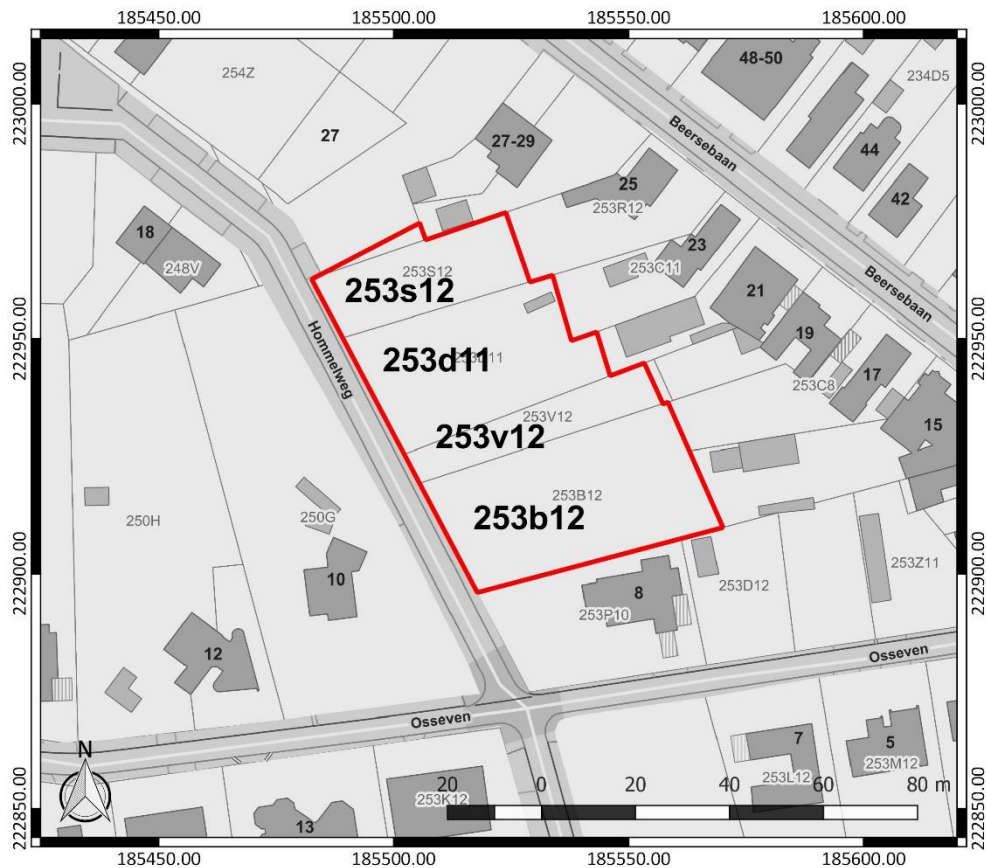 185450.00
185500.00
185550.00
185600.00
48-50
254Z
234D5
223000.00
223000.00
27
27-29
Beersebaan
44
25
42
253R12
18
23
248V
253S12
253C11
Beersebaan
253s12
21
19
222950.00
222950.00
Hommelweg
253d11
17
253C8
253V12
15
253v12
253B12
250H
250G
253b12
253Z11
222900.00
222900.00
10
253D12
8
253P10
12
Osseven
Osseven
N
7
5
253M12
253L12
20
0
20
40
60
80 m
253K12
13
222850.00
222850.00
185450.00
185500.00
185550.00
185600.00